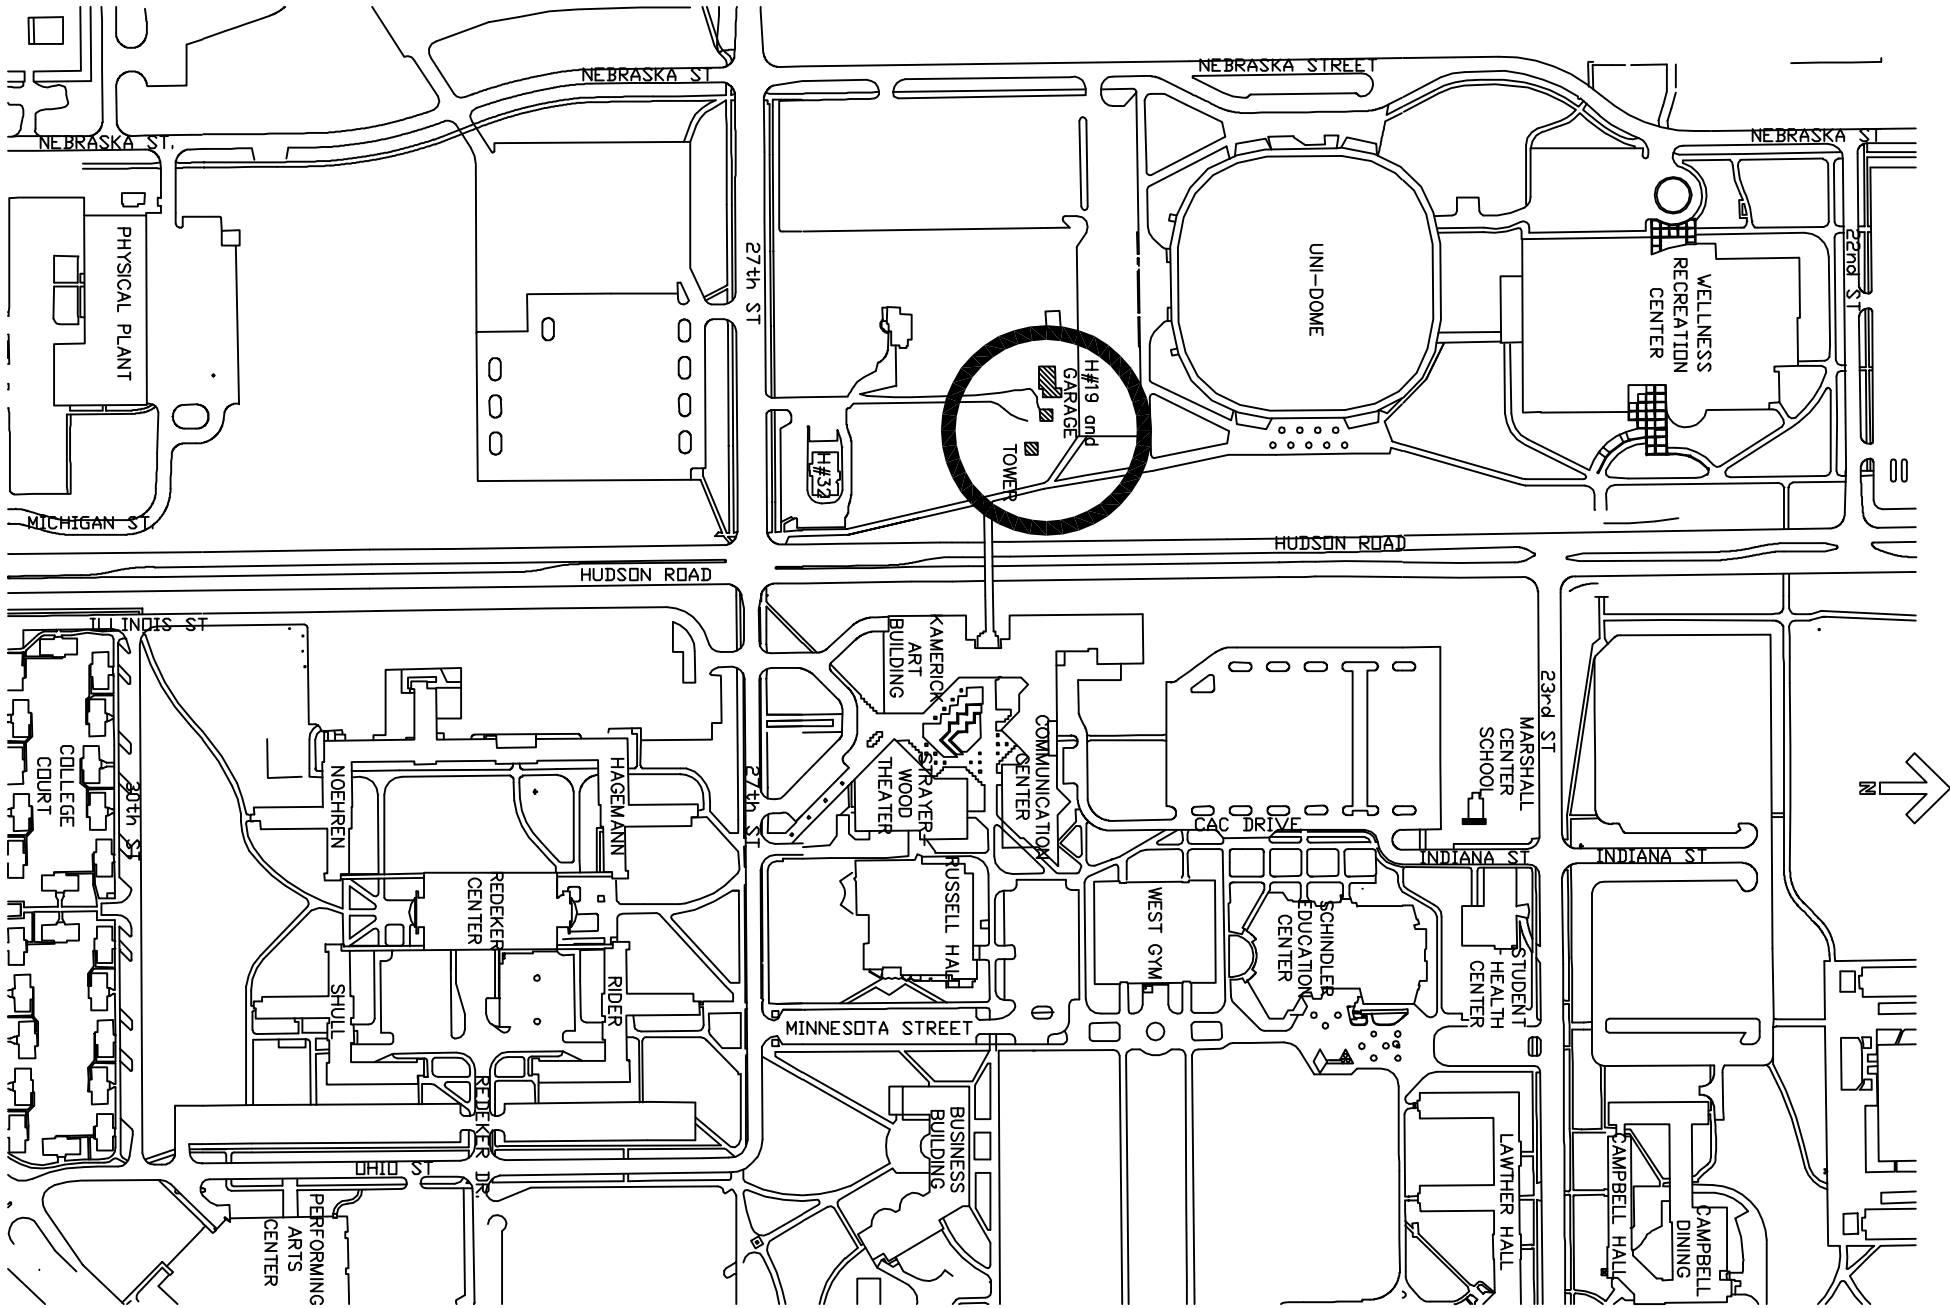 NEBRASKA ST
NEBRASKA STREET
NEBRASKA ST.
NEBRASKA ST
PHYSICAL PLANT
27th ST
UNI-DOME
WELLNESS
RECREATION
CENTER
22nd ST
H#19 and
GARAGE
TOWER
H#32
MICHIGAN ST.
HUDSON ROAD
HUDSON ROAD
ILLINOIS ST
KAMERICK
ART
BUILDING
COLLEGE
COURT
30th ST
NOEHREN
HAGEMANN
27th ST
STRAYER
WOOD
THEATER
COMMUNICATION
CENTER
23rd ST
MARSHALL
CENTER
SCHOOL
N
CAC DRIVE
INDIANA ST
INDIANA ST
REDEKER
CENTER
RUSSELL HALL
WEST GYM
SCHINDLER
EDUCATION
CENTER
STUDENT
HEALTH
CENTER
SHULL
RIDER
MINNESOTA STREET
REDEKER DR.
BUSINESS
BUILDING
LAWTHER HALL
CAMPBELL HALL
CAMPBELL
DINING
OHIO ST
PERFORMING
ARTS
CENTER